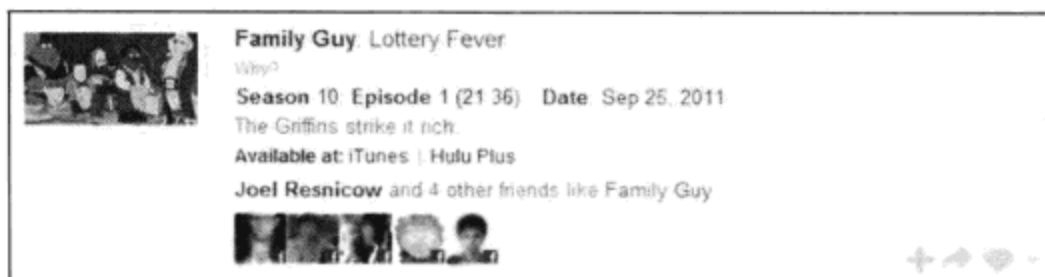 Family Guy: Lottery Fever
Why?
Season 10: Episode 1 (21:36) Date: Sep 25, 2011
The Griffins strike it rich.
Available at: iTunes | Hulu Plus
Joel Resnicow and 4 other friends like Family Guy